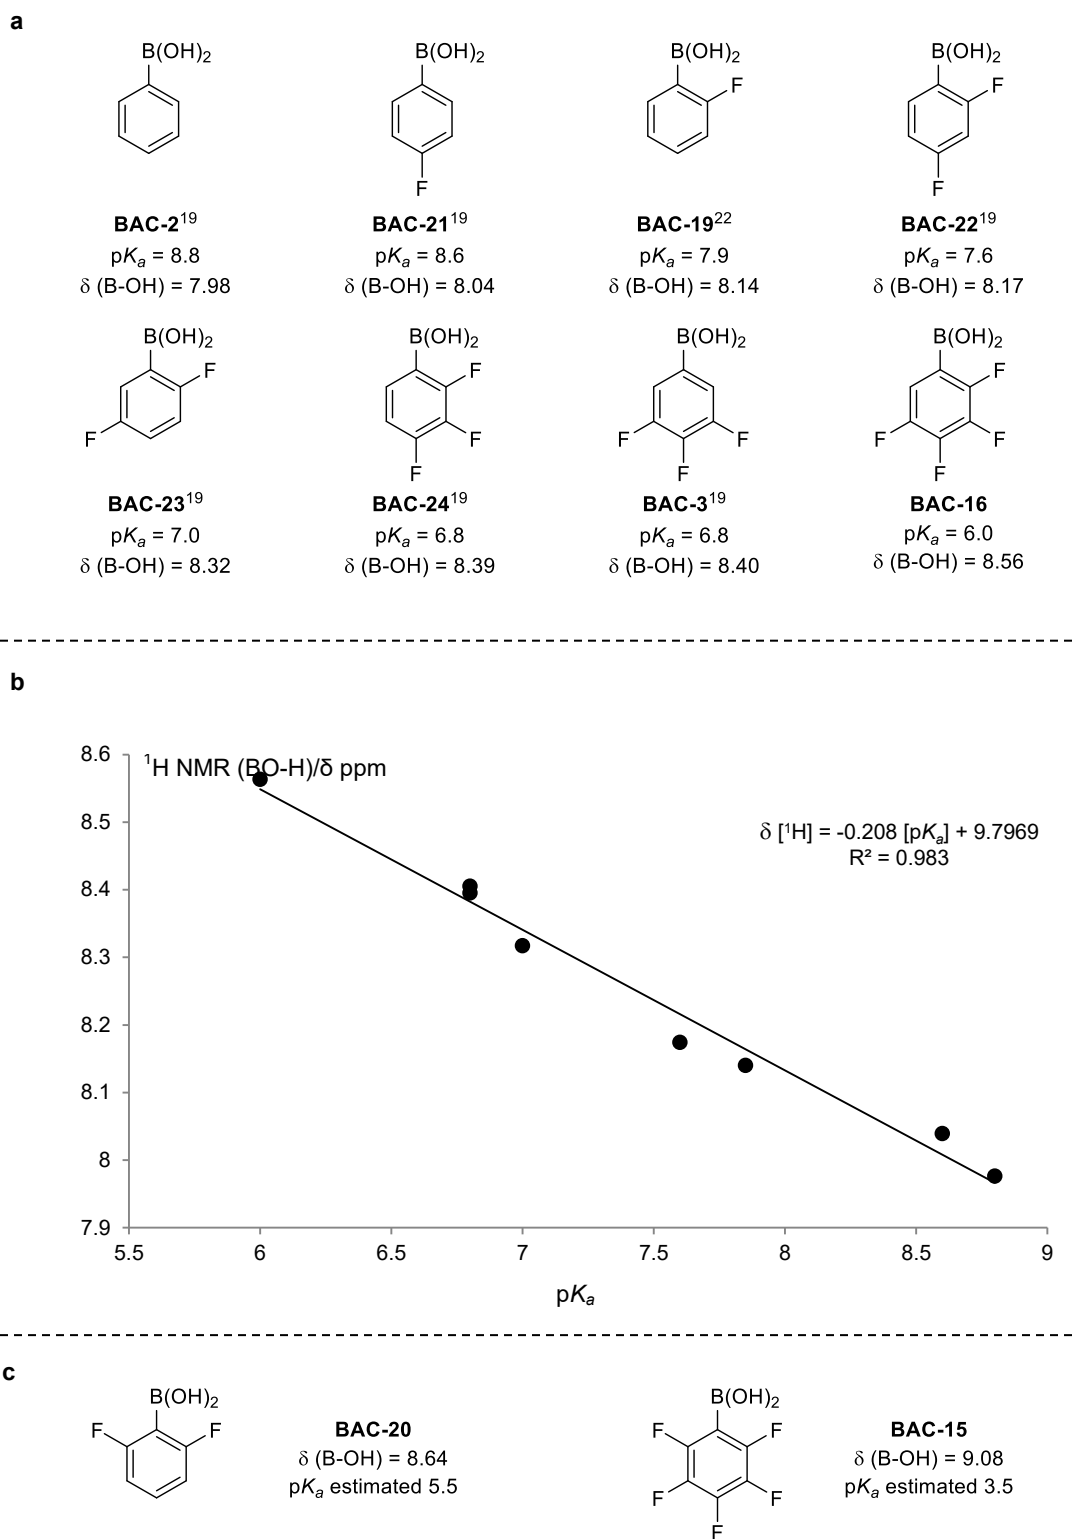 a
B(OH)₂ B(OH)₂ B(OH)₂ B(OH)₂
F F
F F
BAC-2¹⁹ BAC-21¹⁹ BAC-19²² BAC-22¹⁹
pKₐ = 8.8 pKₐ = 8.6 pKₐ = 7.9 pKₐ = 7.6
δ (B-OH) = 7.98 δ (B-OH) = 8.04 δ (B-OH) = 8.14 δ (B-OH) = 8.17
B(OH)₂ B(OH)₂ B(OH)₂ B(OH)₂
F F F
F F F F F F
F F F
BAC-23¹⁹ BAC-24¹⁹ BAC-3¹⁹ BAC-16
pKₐ = 7.0 pKₐ = 6.8 pKₐ = 6.8 pKₐ = 6.0
δ (B-OH) = 8.32 δ (B-OH) = 8.39 δ (B-OH) = 8.40 δ (B-OH) = 8.56
b
¹H NMR (BO-H)/δ ppm
8.6
8.5
8.4
8.3
8.2
8.1
8
7.9
δ [¹H] = -0.208 [pKₐ] + 9.7969
R² = 0.983
5.5 6 6.5 7 7.5 8 8.5 9
pKₐ
c
B(OH)₂ B(OH)₂
F F F F
BAC-20 BAC-15
δ (B-OH) = 8.64 δ (B-OH) = 9.08
pKₐ estimated 5.5 pKₐ estimated 3.5
F F
F